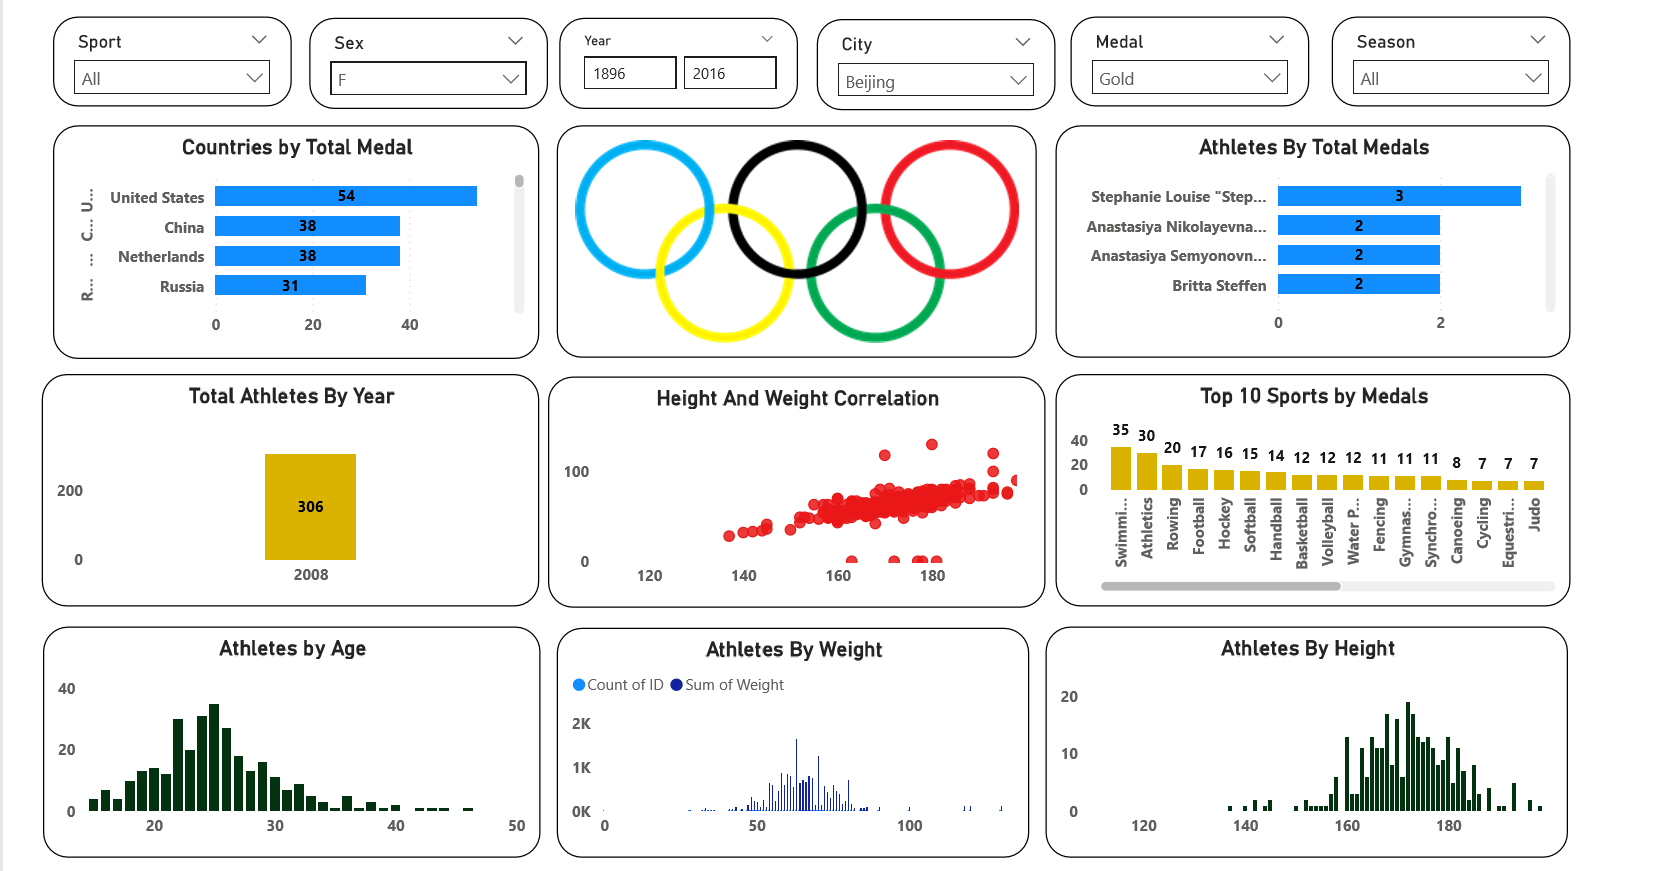 Sport
All
Sex
F
Year
1896
2016
City
Beijing
Medal
Gold
Season
All
Countries by Total Medal
U...
C...
...
R...
United States
54
China
38
Netherlands
38
Russia
31
0 20 40
Athletes By Total Medals
Stephanie Louise "Step...
3
Anastasiya Nikolayevna...
2
Anastasiya Semyonovn...
2
Britta Steffen
2
0 2
Total Athletes By Year
200
0
306
2008
Height And Weight Correlation
100
0
120 140 160 180
Top 10 Sports by Medals
40
20
0
35 30 20 17 16 15 14 12 12 12 11 11 11 8 7 7 7
Swimmi...
Athletics
Rowing
Football
Hockey
Softball
Handball
Basketball
Volleyball
Water P...
Fencing
Gymnas...
Synchro...
Canoeing
Cycling
Equestri...
Judo
Athletes by Age
40
20
0
20 30 40 50
Athletes By Weight
Count of ID Sum of Weight
2K
1K
0K
0 50 100
Athletes By Height
20
10
0
120 140 160 180